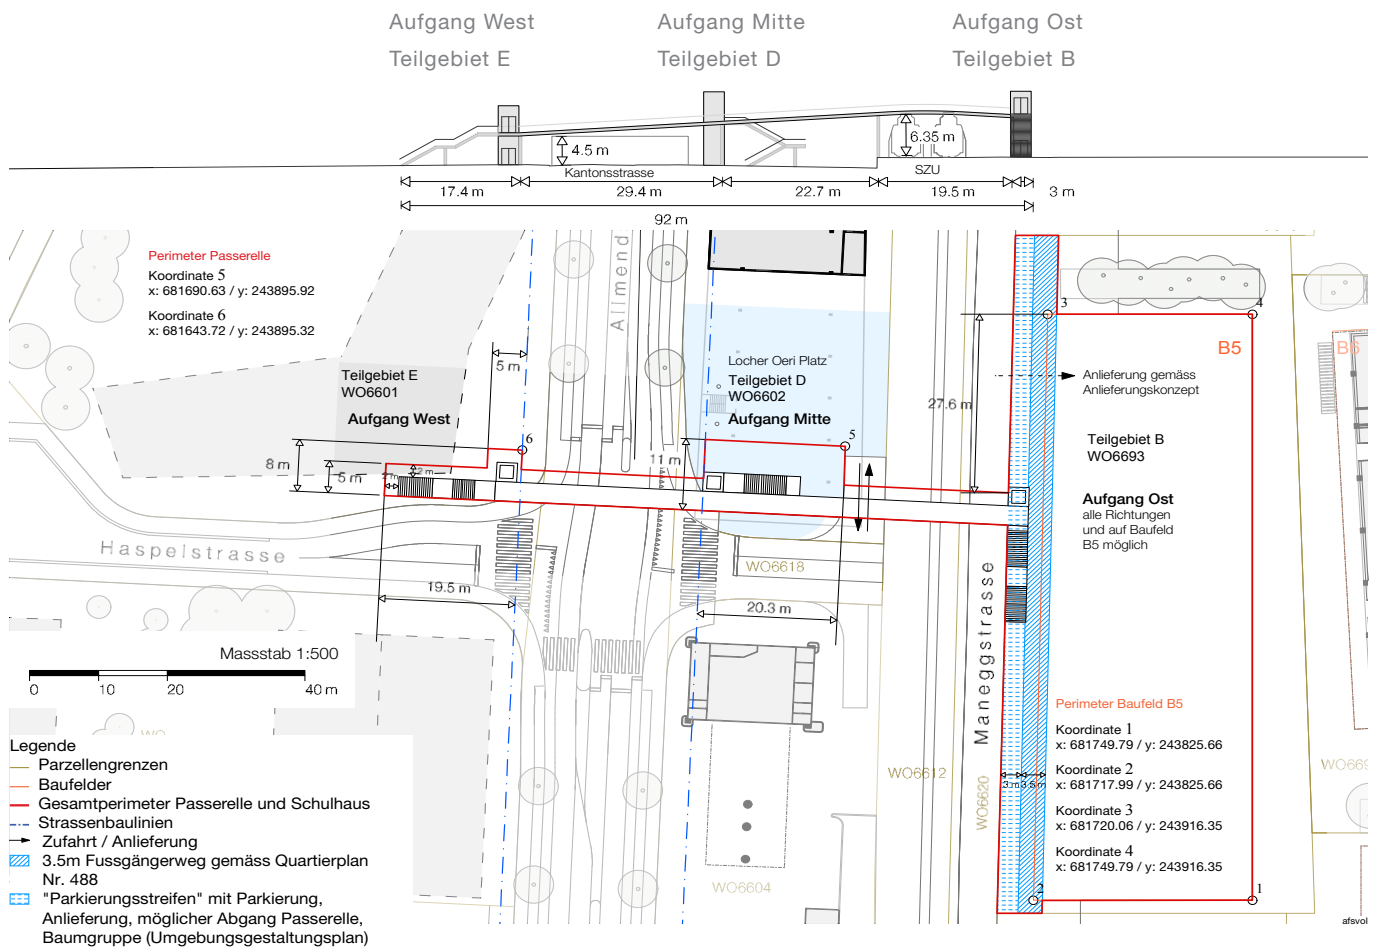 Aufgang West
Teilgebiet E
Aufgang Mitte
Teilgebiet D
Aufgang Ost
Teilgebiet B
4.5 m
6.35 m
Kantonsstrasse
SZU
17.4 m
29.4 m
22.7 m
19.5 m
3 m
92 m
Perimeter Passerelle
Koordinate 5
x: 681690.63 / y: 243895.92
Koordinate 6
x: 681643.72 / y: 243895.32
Allmend
5 m
Teilgebiet E
WO6601
Aufgang West
Locher Oeri Platz
Teilgebiet D
WO6602
Aufgang Mitte
3
4
B5
B6
Anlieferung gemäss
Anlieferungskonzept
27.6 m
Teilgebiet B
WO6693
Aufgang Ost
alle Richtungen
und auf Baufeld
B5 möglich
6
5
8 m
5 m
2 m
11 m
Haspelstrasse
WO6618
19.5 m
20.3 m
Maneggstrasse
Massstab 1:500
0
10
20
40 m
WO6612
WO6620
WO6604
3 m
3.5m
Perimeter Baufeld B5
Koordinate 1
x: 681749.79 / y: 243825.66
Koordinate 2
x: 681717.99 / y: 243825.66
Koordinate 3
x: 681720.06 / y: 243916.35
Koordinate 4
x: 681749.79 / y: 243916.35
2
1
Legende
Parzellengrenzen
Baufelder
Gesamtperimeter Passerelle und Schulhaus
Strassenbaulinien
Zufahrt / Anlieferung
3.5m Fussgängerweg gemäss Quartierplan
Nr. 488
"Parkierungsstreifen" mit Parkierung,
Anlieferung, möglicher Abgang Passerelle,
Baumgruppe (Umgebungsgestaltungsplan)
afsvol